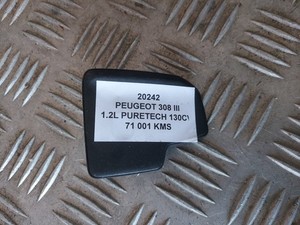 20242
PEUGEOT 308 III
1.2L PURETECH 130C\
71 001 KMS